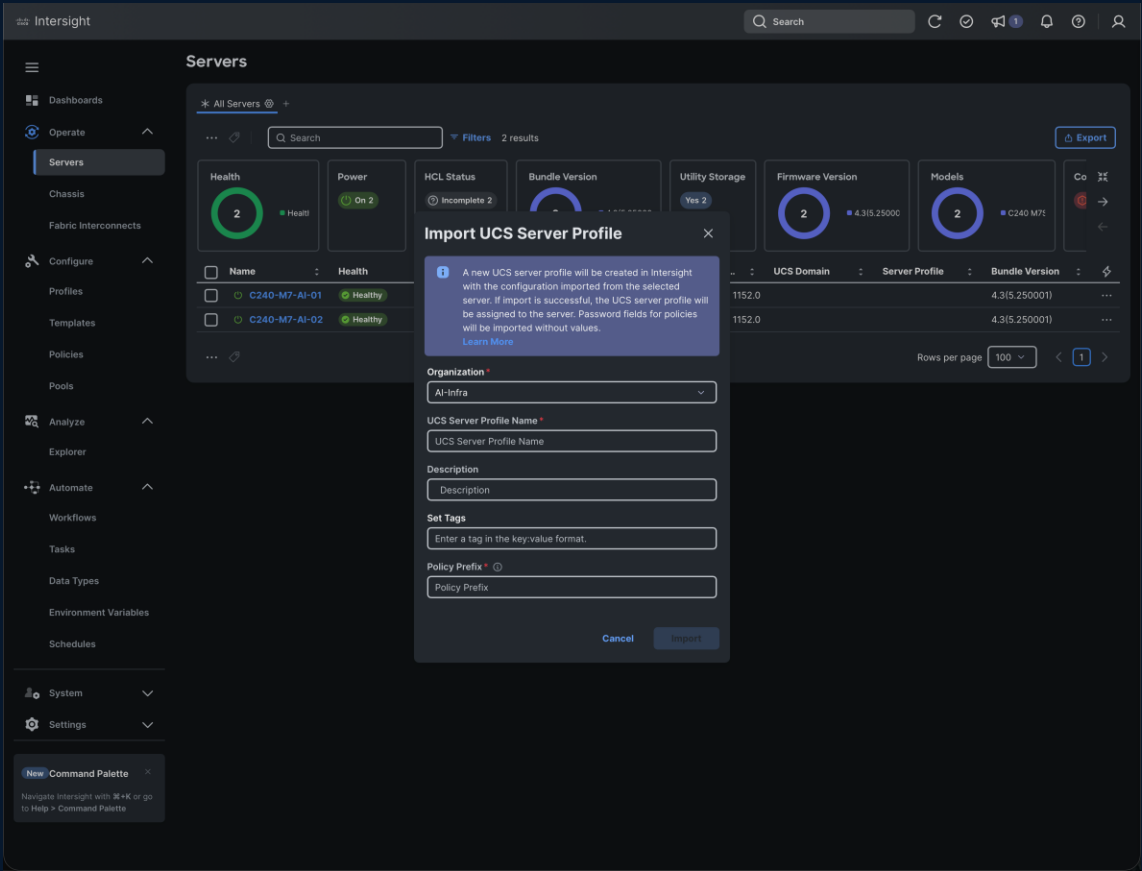 Intersight
Search
1
Servers
Dashboards
Operate
Servers
Chassis
Fabric Interconnects
Configure
Profiles
Templates
Policies
Pools
Analyze
Explorer
Automate
Workflows
Tasks
Data Types
Environment Variables
Schedules
System
Settings
New Command Palette
Navigate Intersight with ⌘+K or go
to Help > Command Palette
All Servers
Search
Filters
2 results
Export
Health
2
Healt
Power
On 2
HCL Status
Incomplete 2
Bundle Version
Utility Storage
Yes 2
Firmware Version
2
4.3(5.2500C
Models
2
C240 M7S
Co
Name Health ... UCS Domain Server Profile Bundle Version
C240-M7-AI-01 Healthy 1152.0 4.3(5.250001) ...
C240-M7-AI-02 Healthy 1152.0 4.3(5.250001) ...
Rows per page 100 1
Import UCS Server Profile
A new UCS server profile will be created in Intersight
with the configuration imported from the selected
server. If import is successful, the UCS server profile will
be assigned to the server. Password fields for policies
will be imported without values.
Learn More
Organization *
AI-Infra
UCS Server Profile Name *
UCS Server Profile Name
Description
Description
Set Tags
Enter a tag in the key:value format.
Policy Prefix *
Policy Prefix
Cancel
Import